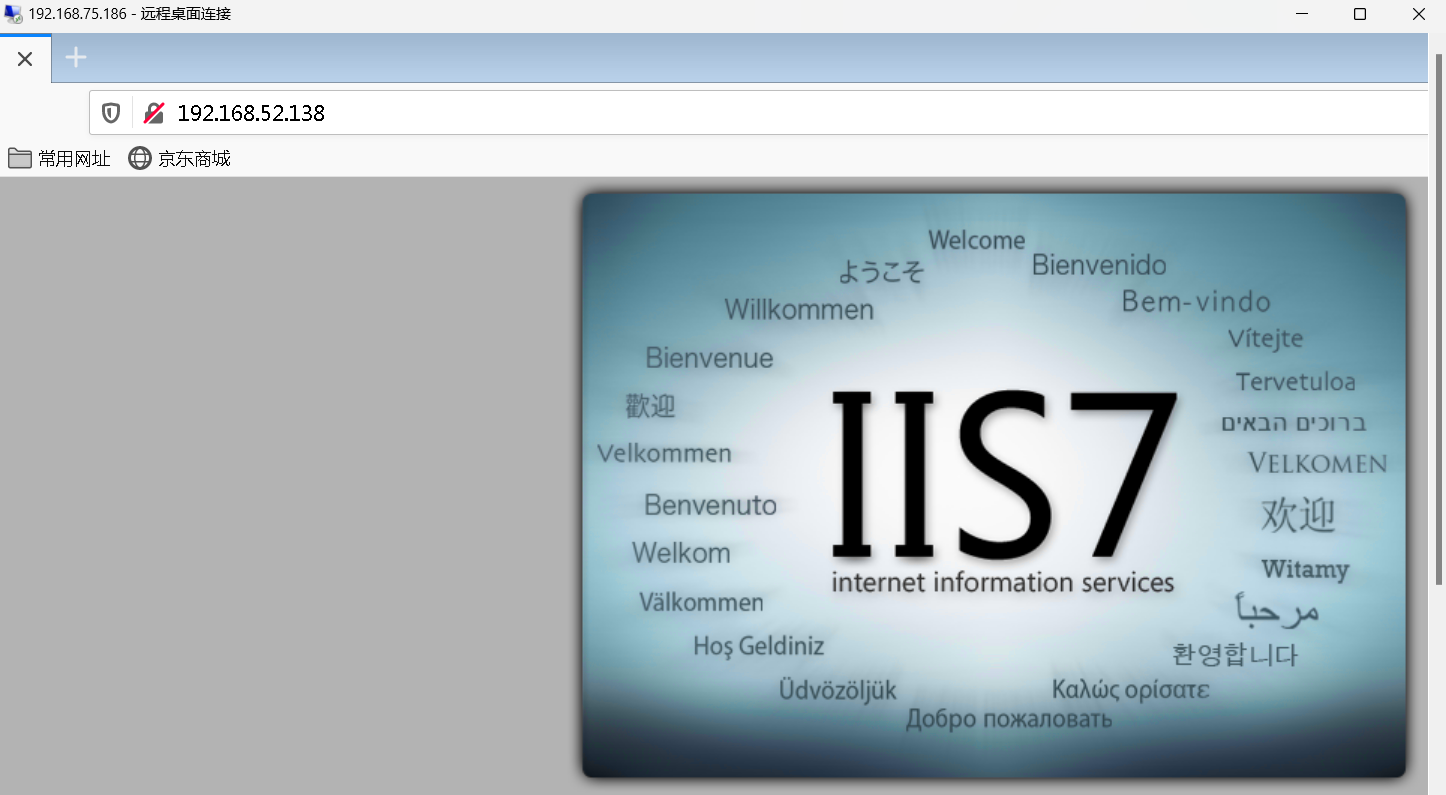 192.168.75.186 - 远程桌面连接
192.168.52.138
常用网址 京东商城
Welcome
ようこそ
Bienvenido
Willkommen
Bem-vindo
Vítejte
Bienvenue
Tervetuloa
歡迎
ברוכים הבאים
Velkommen
VELKOMEN
Benvenuto
欢迎
Welkom
Witamy
Välkommen
مرحباً
Hoş Geldiniz
환영합니다
Üdvözöljük
Καλώς ορίσατε
Добро пожаловать
IIS7
internet information services